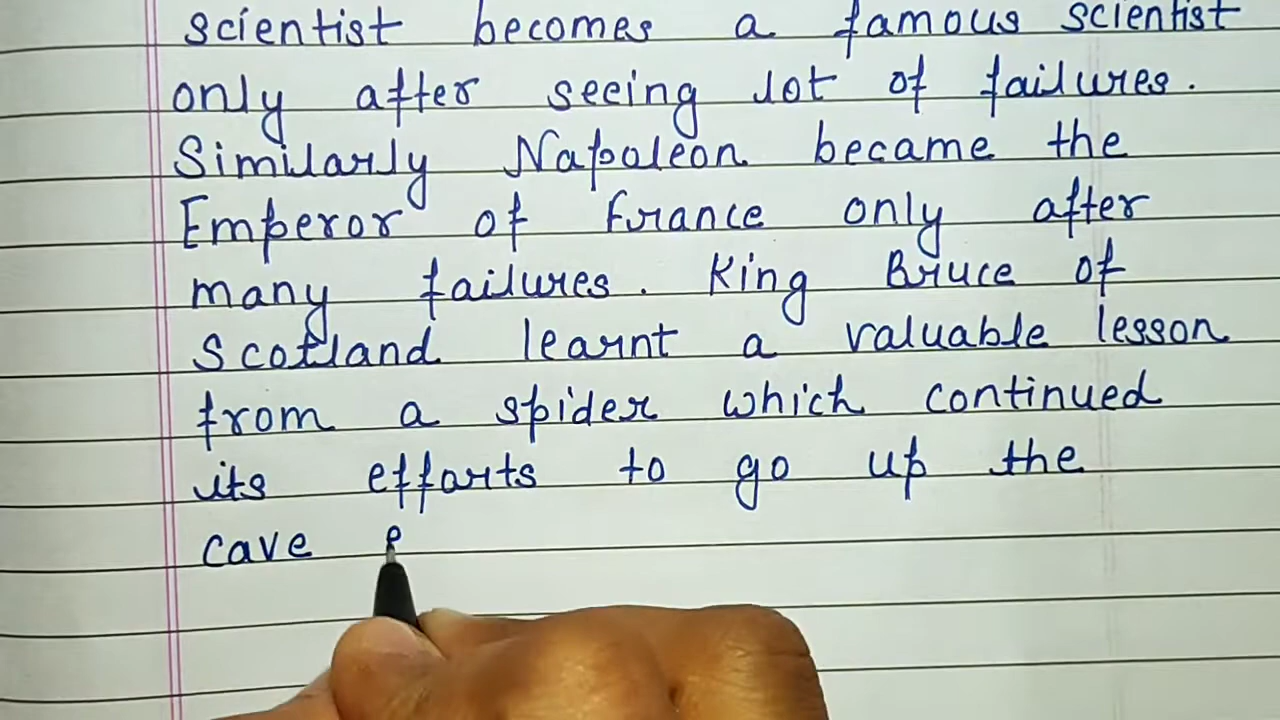 scientist becomes a famous scientist
only after seeing lot of failures.
Similarly Napoleon became the
Emperor of France only after
many failures. King Bruce of
Scotland learnt a valuable lesson
from a spider which continued
its efforts to go up the
cave